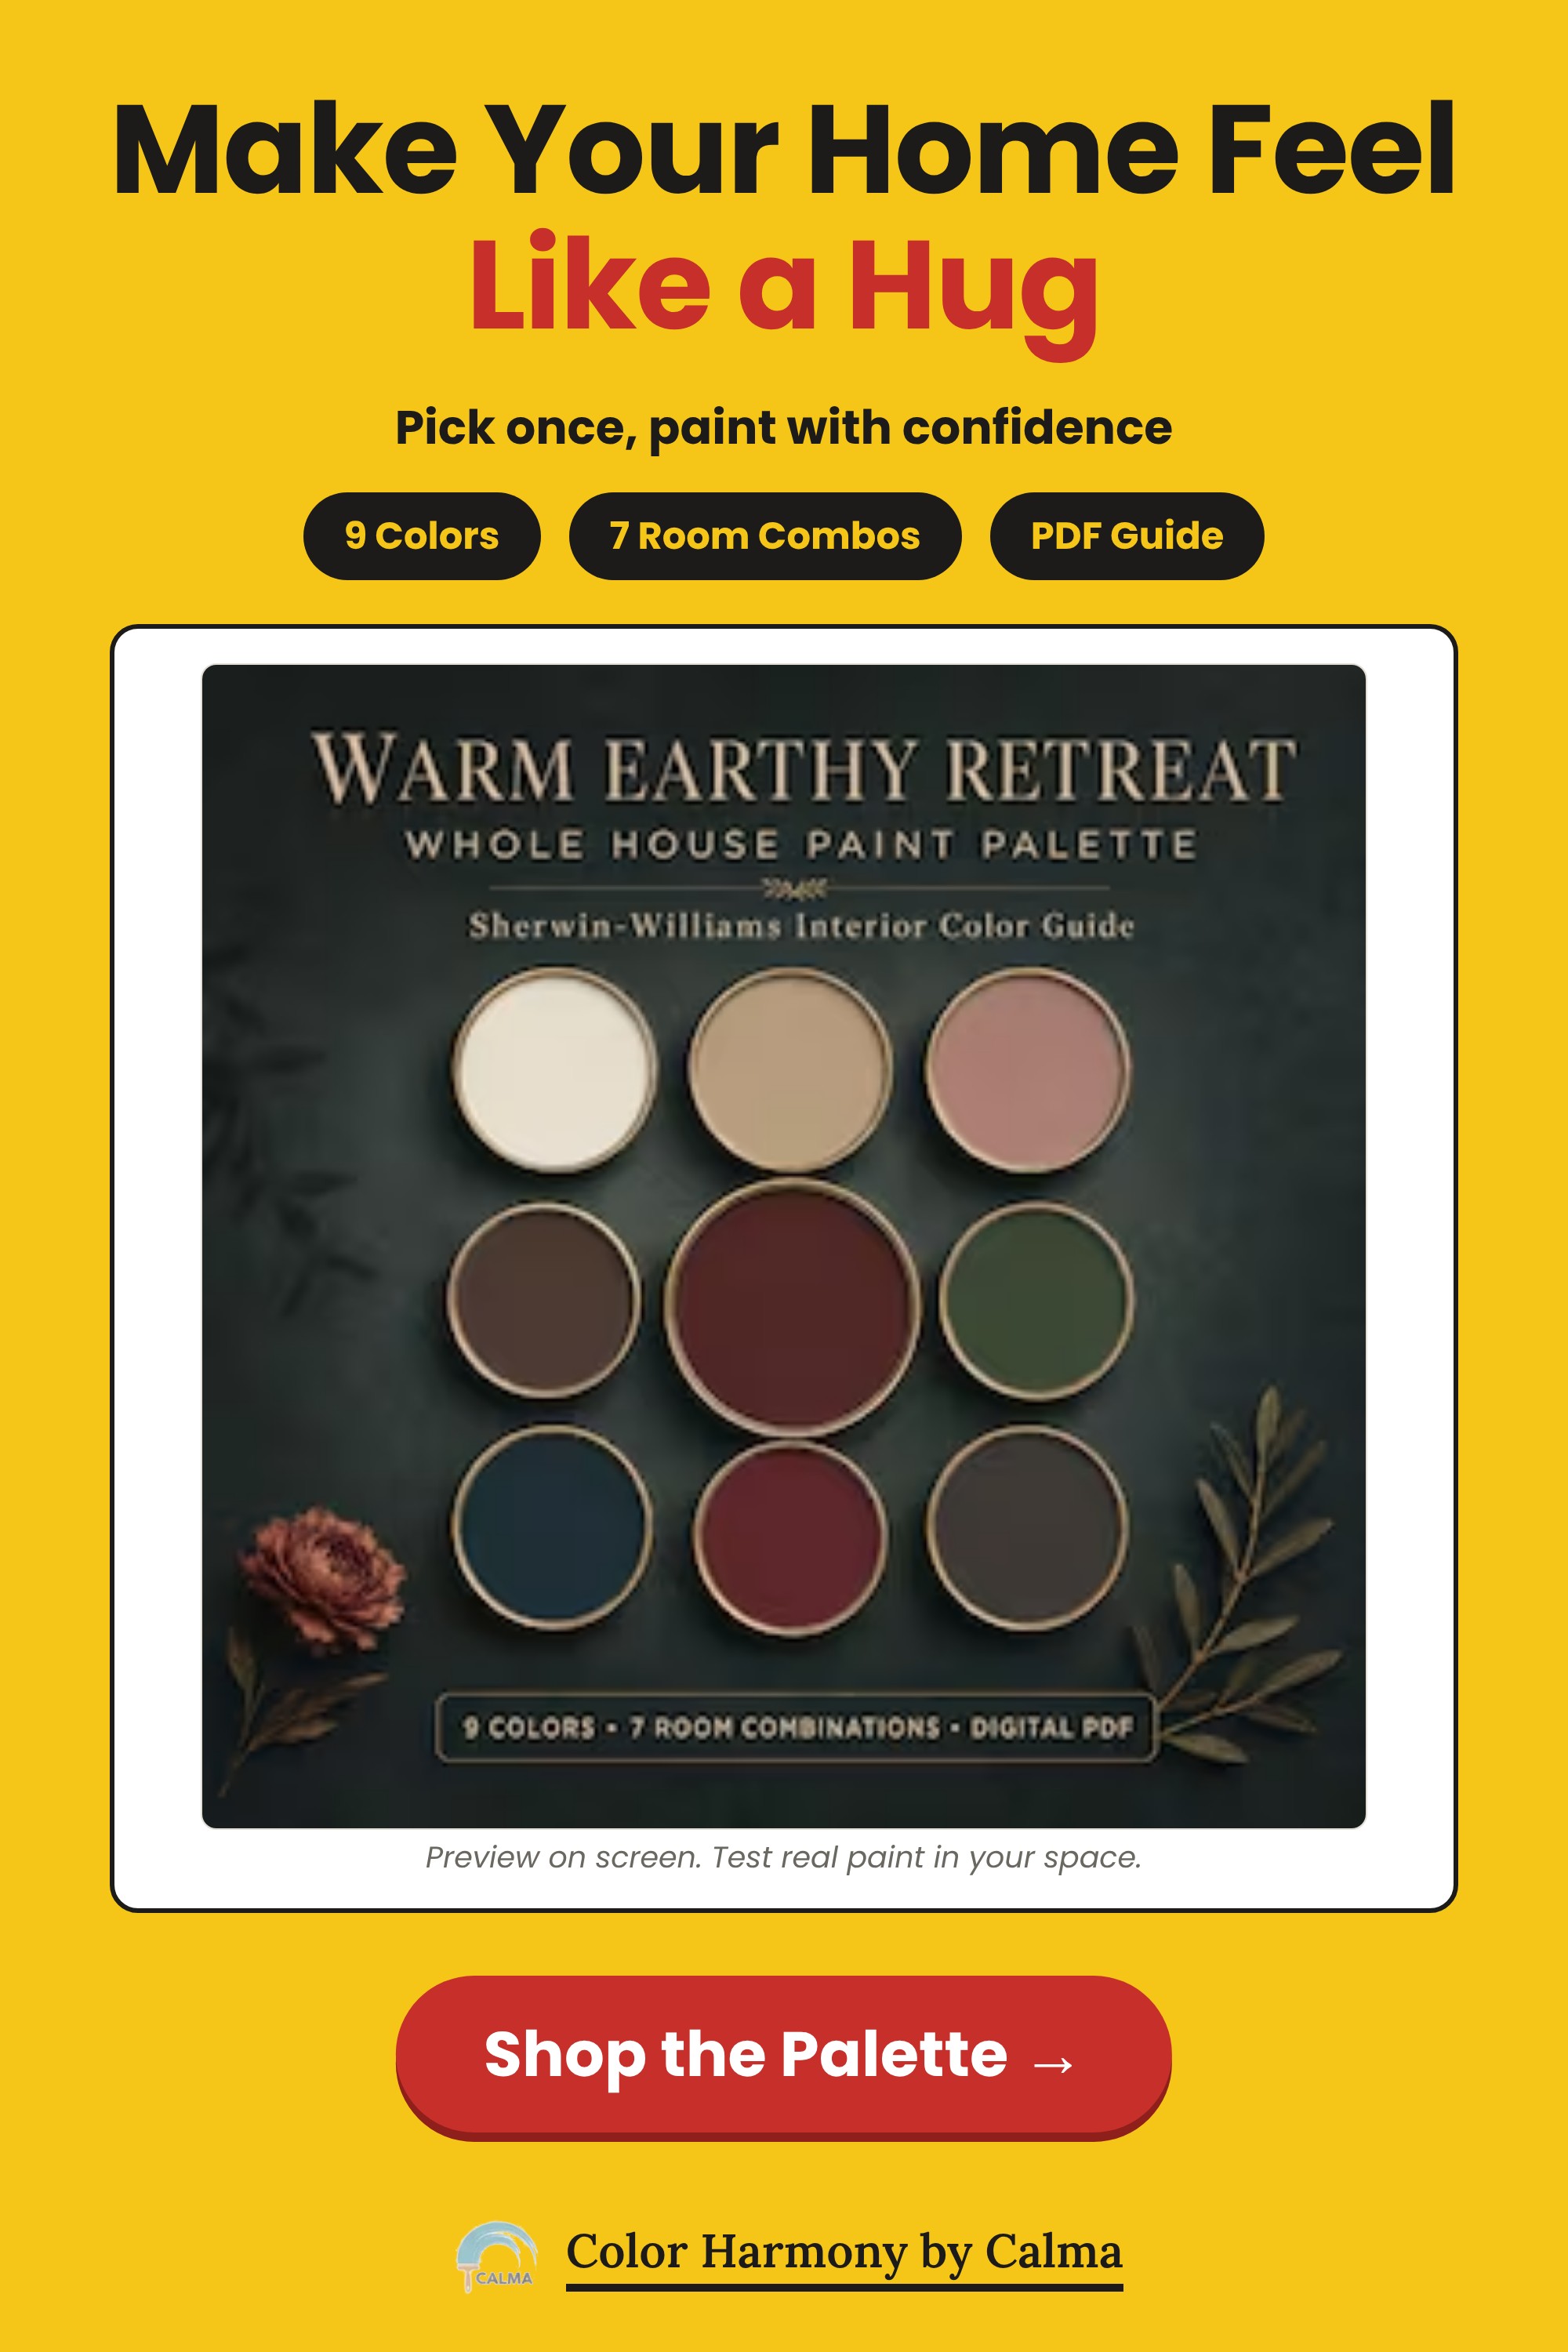 Make Your Home Feel
Like a Hug
Pick once, paint with confidence
9 Colors
7 Room Combos
PDF Guide
WARM EARTHY RETREAT
WHOLE HOUSE PAINT PALETTE
Sherwin-Williams Interior Color Guide
9 COLORS • 7 ROOM COMBINATIONS • DIGITAL PDF
Preview on screen. Test real paint in your space.
Shop the Palette →
CALMA
Color Harmony by Calma